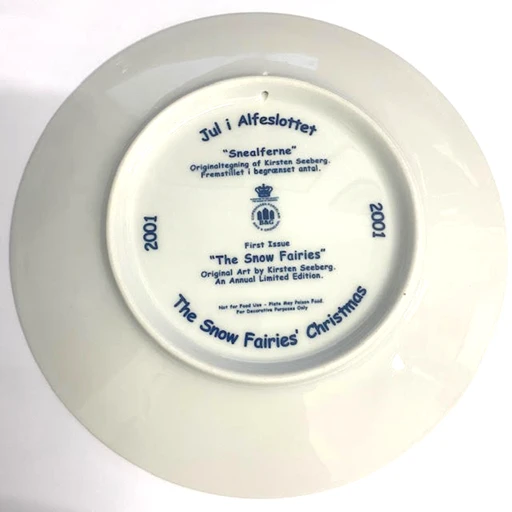 Jul i Alfeslottet
"Snealferne"
Originaltegning af Kirsten Seeberg.
Fremstillet i begrænset antal.
2001
2001
B&G
First Issue
"The Snow Fairies"
Original Art by Kirsten Seeberg.
An Annual Limited Edition.
Not for Food Use - Plate May Poison Food.
For Decorative Purposes Only
The Snow Fairies' Christmas